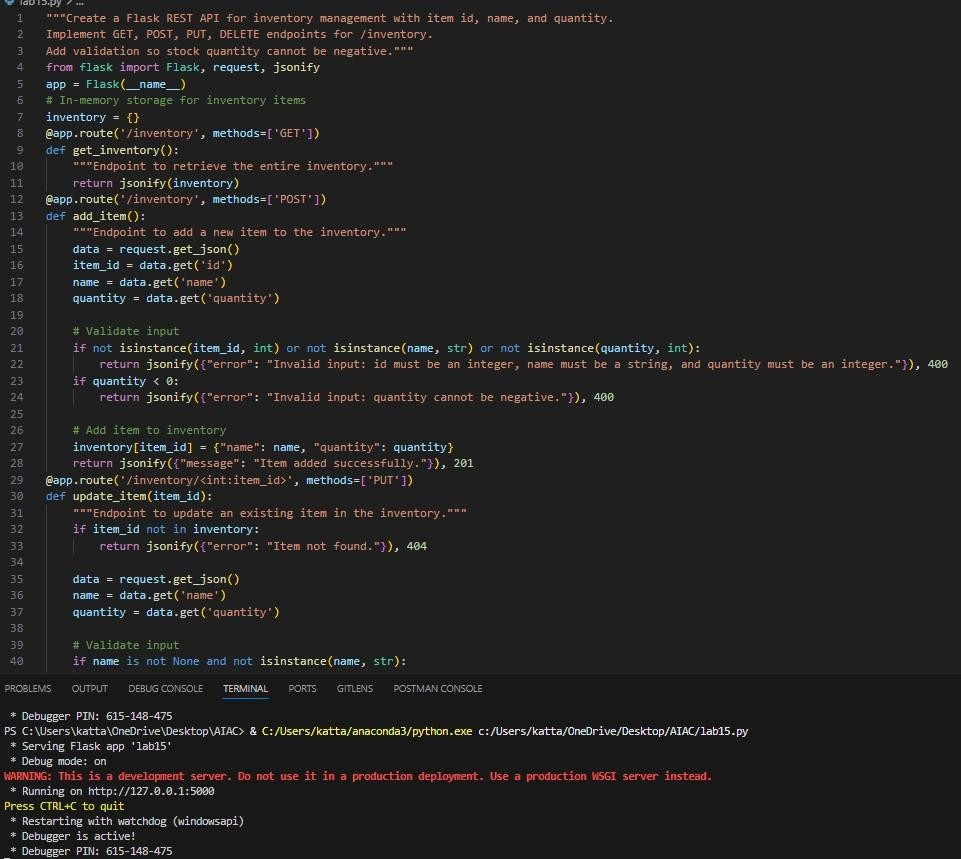 lab15.py > ...
1 """Create a Flask REST API for inventory management with item id, name, and quantity.
2 Implement GET, POST, PUT, DELETE endpoints for /inventory.
3 Add validation so stock quantity cannot be negative."""
4 from flask import Flask, request, jsonify
5 app = Flask(__name__)
6 # In-memory storage for inventory items
7 inventory = {}
8 @app.route('/inventory', methods=['GET'])
9 def get_inventory():
10     """Endpoint to retrieve the entire inventory."""
11     return jsonify(inventory)
12 @app.route('/inventory', methods=['POST'])
13 def add_item():
14     """Endpoint to add a new item to the inventory."""
15     data = request.get_json()
16     item_id = data.get('id')
17     name = data.get('name')
18     quantity = data.get('quantity')
19
20     # Validate input
21     if not isinstance(item_id, int) or not isinstance(name, str) or not isinstance(quantity, int):
22         return jsonify({"error": "Invalid input: id must be an integer, name must be a string, and quantity must be an integer."}), 400
23     if quantity < 0:
24         return jsonify({"error": "Invalid input: quantity cannot be negative."}), 400
25
26     # Add item to inventory
27     inventory[item_id] = {"name": name, "quantity": quantity}
28     return jsonify({"message": "Item added successfully."}), 201
29 @app.route('/inventory/<int:item_id>', methods=['PUT'])
30 def update_item(item_id):
31     """Endpoint to update an existing item in the inventory."""
32     if item_id not in inventory:
33         return jsonify({"error": "Item not found."}), 404
34
35     data = request.get_json()
36     name = data.get('name')
37     quantity = data.get('quantity')
38
39     # Validate input
40     if name is not None and not isinstance(name, str):
PROBLEMS OUTPUT DEBUG CONSOLE TERMINAL PORTS GITLENS POSTMAN CONSOLE
* Debugger PIN: 615-148-475
PS C:\Users\katta\OneDrive\Desktop\AIAC> & C:/Users/katta/anaconda3/python.exe c:/Users/katta/OneDrive/Desktop/AIAC/lab15.py
* Serving Flask app 'lab15'
* Debug mode: on
WARNING: This is a development server. Do not use it in a production deployment. Use a production WSGI server instead.
* Running on http://127.0.0.1:5000
Press CTRL+C to quit
* Restarting with watchdog (windowsapi)
* Debugger is active!
* Debugger PIN: 615-148-475